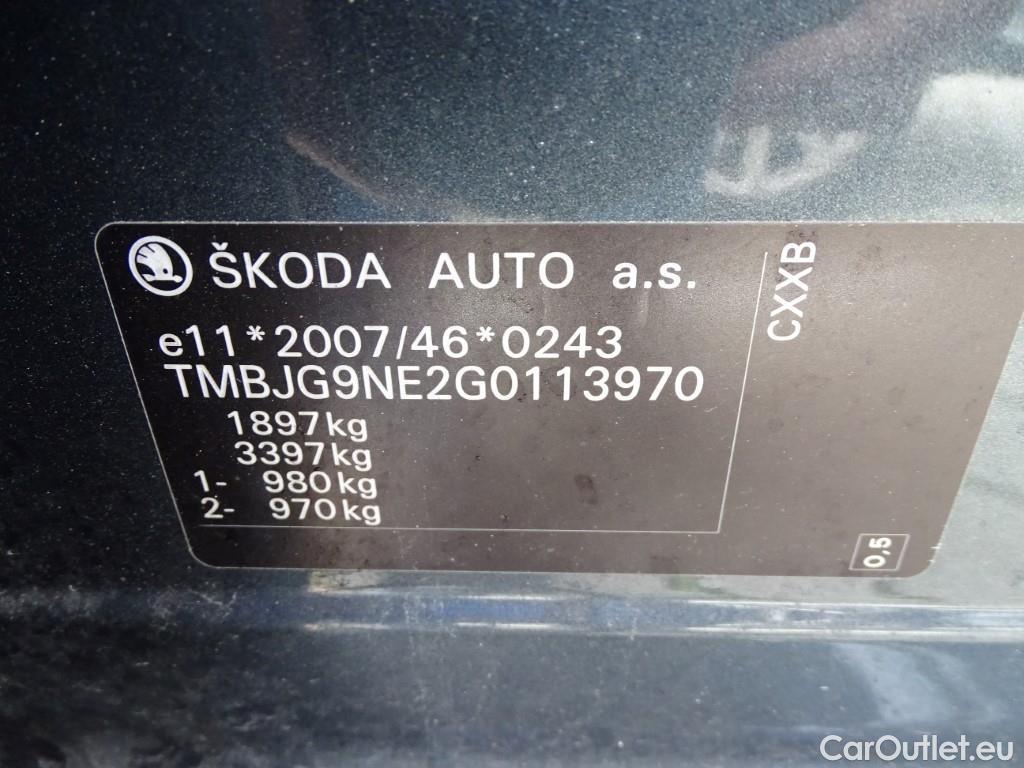 ŠKODA AUTO a.s.
e11*2007/46*0243
TMBJG9NE2G0113970
1897kg
3397kg
1- 980kg
2- 970kg
CXXB
0,5
CarOutlet.eu